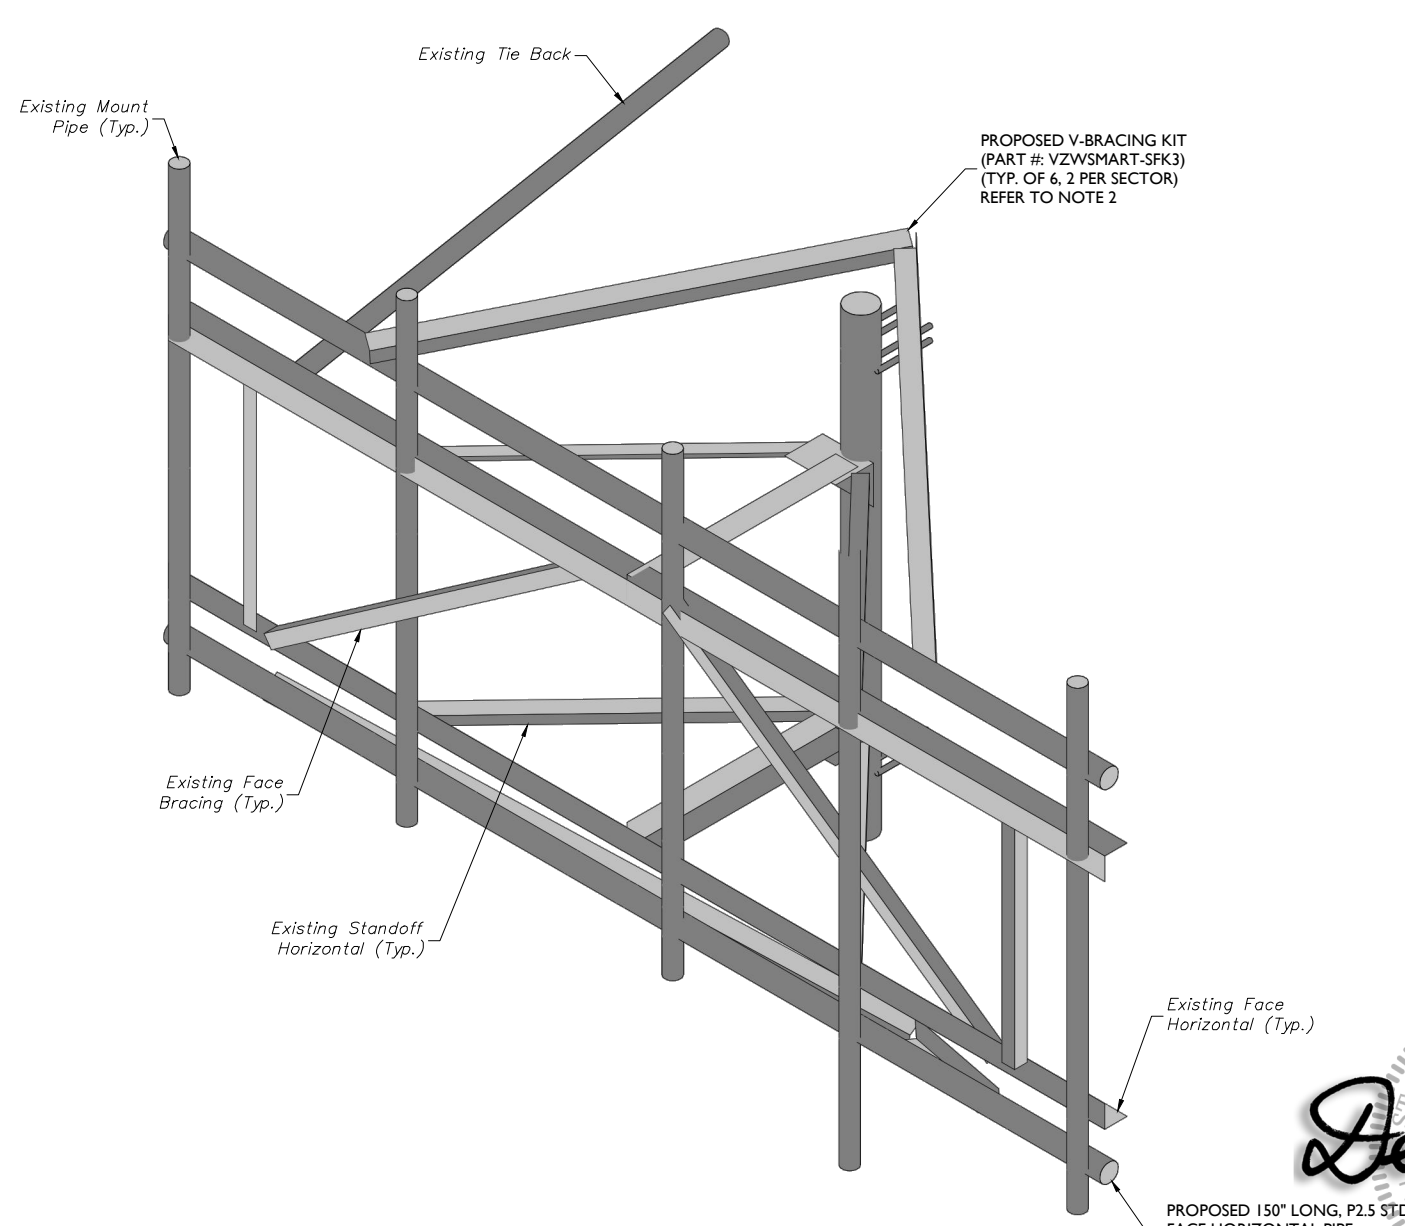 Existing Tie Back
Existing Mount
Pipe (Typ.)
PROPOSED V-BRACING KIT
(PART #: VZWSMART-SFK3)
(TYP. OF 6, 2 PER SECTOR)
REFER TO NOTE 2
Existing Face
Bracing (Typ.)
Existing Standoff
Horizontal (Typ.)
Existing Face
Horizontal (Typ.)
PROPOSED 150" LONG, P2.5 STD